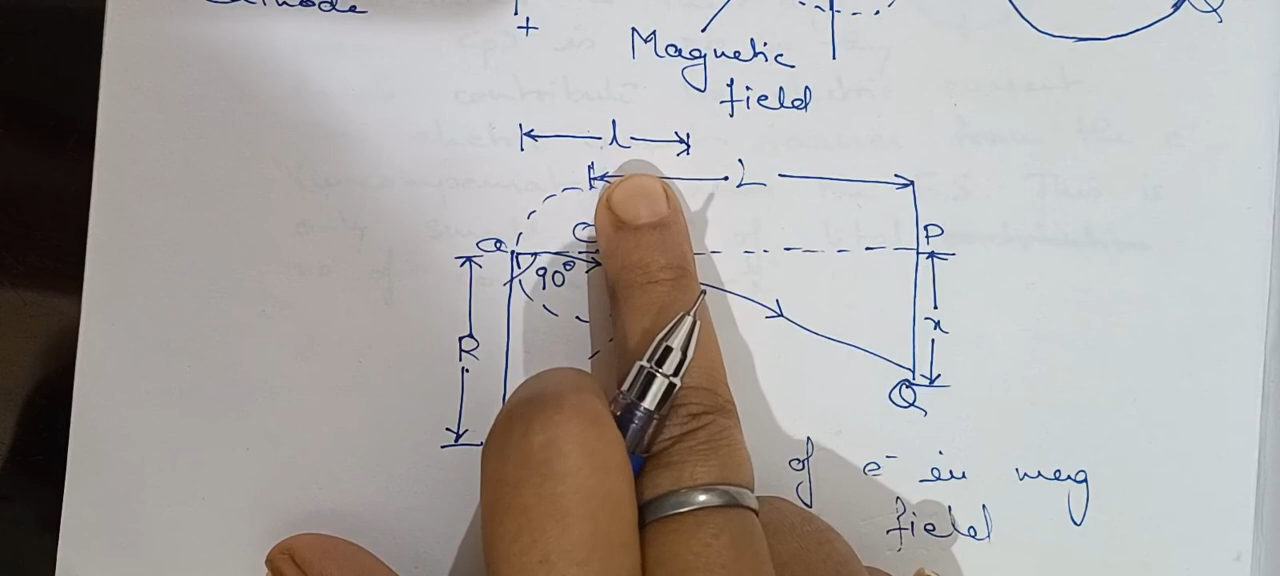 +
Magnetic
field
l
L
a C P
90°
R x
Q
of e- in mag
field